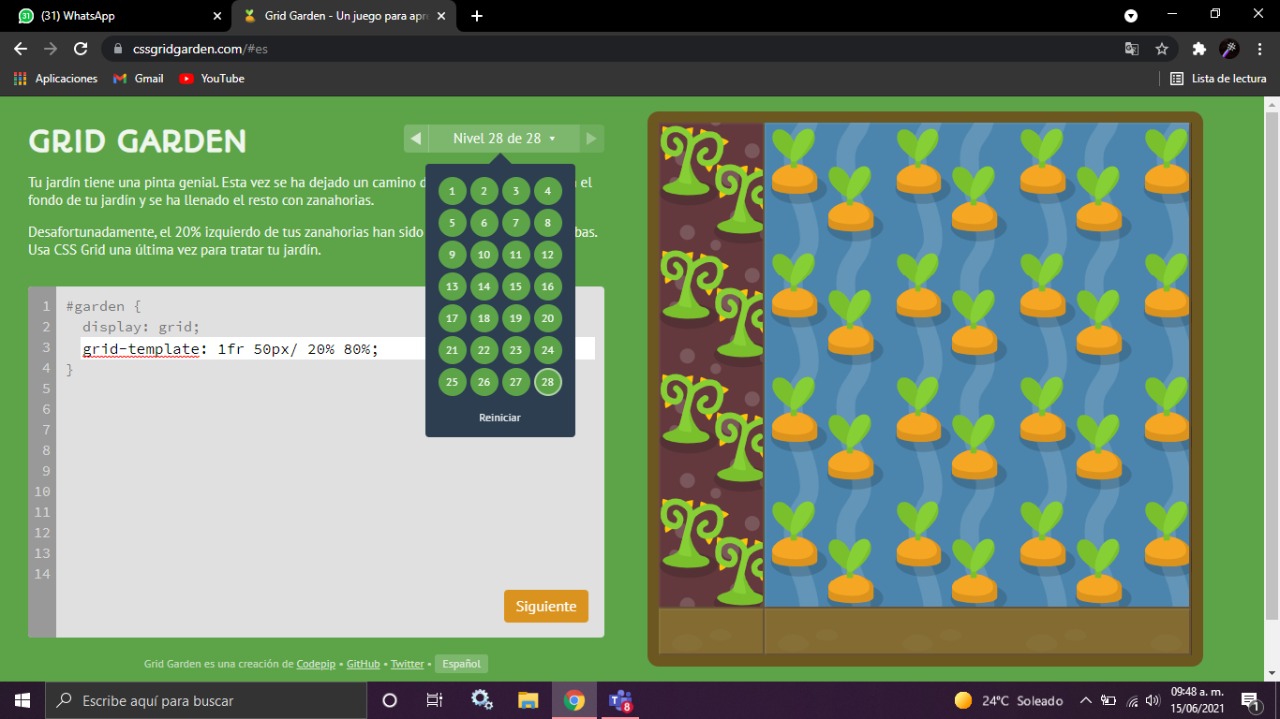 (31) WhatsApp
Grid Garden - Un juego para apr
cssgridgarden.com/#es
Aplicaciones
Gmail
YouTube
Lista de lectura
GRID GARDEN
Nivel 28 de 28
Tu jardín tiene una pinta genial. Esta vez se ha dejado un camino d el
fondo de tu jardín y se ha llenado el resto con zanahorias.
Desafortunadamente, el 20% izquierdo de tus zanahorias han sido bas.
Usa CSS Grid una última vez para tratar tu jardín.
1 2 3 4
5 6 7 8
9 10 11 12
13 14 15 16
17 18 19 20
21 22 23 24
25 26 27 28
Reiniciar
1 #garden {
2 display: grid;
3 grid-template: 1fr 50px/ 20% 80%;
4 }
5
6
7
8
9
10
11
12
13
14
Siguiente
Grid Garden es una creación de Codepip • GitHub • Twitter • Español
Escribe aquí para buscar
8
24°C Soleado
09:48 a. m.
15/06/2021
1